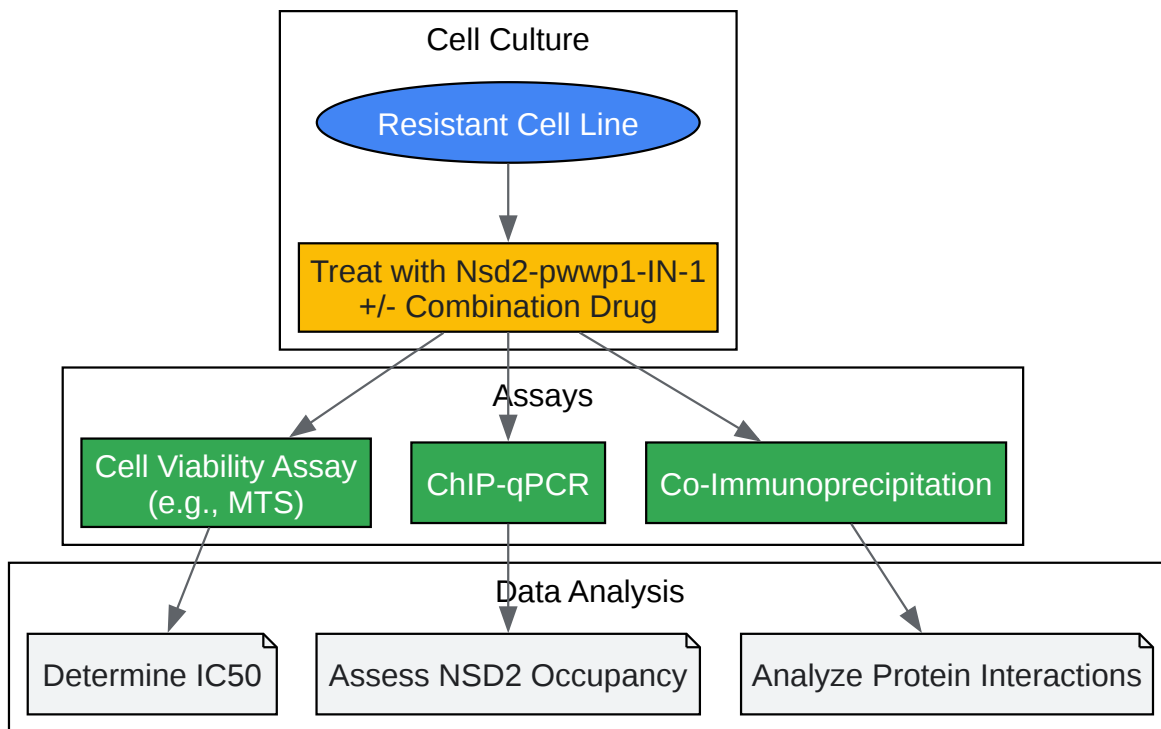 Cell Culture
Resistant Cell Line
Treat with Nsd2-pwwp1-IN-1
+/- Combination Drug
Assays
Cell Viability Assay
(e.g., MTS)
ChIP-qPCR
Co-Immunoprecipitation
Data Analysis
Determine IC50
Assess NSD2 Occupancy
Analyze Protein Interactions